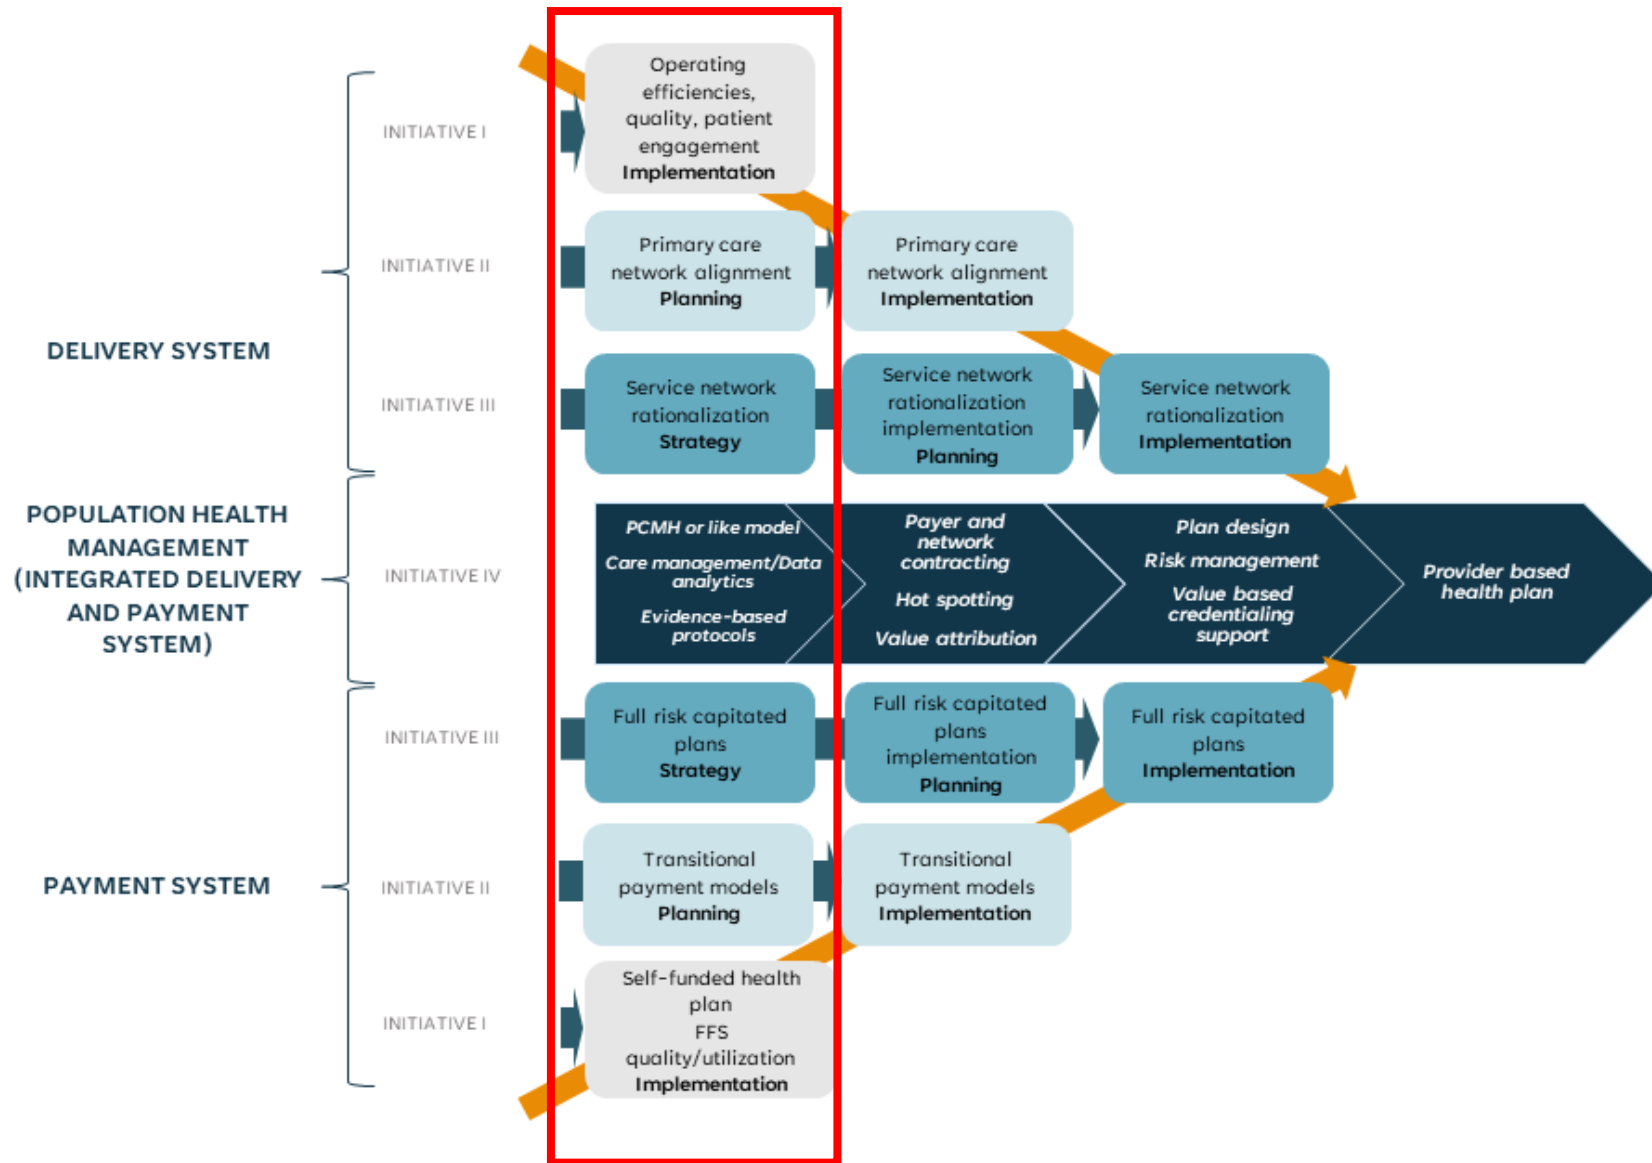 DELIVERY SYSTEM
INITIATIVE I
Operating
efficiencies,
quality, patient
engagement
Implementation
INITIATIVE II
Primary care
network alignment
Planning
Primary care
network alignment
Implementation
INITIATIVE III
Service network
rationalization
Strategy
Service network
rationalization
implementation
Planning
Service network
rationalization
Implementation
POPULATION HEALTH
MANAGEMENT
(INTEGRATED DELIVERY
AND PAYMENT
SYSTEM)
INITIATIVE IV
PCMH or like model
Care management/Data
analytics
Evidence-based
protocols
Payer and
network
contracting
Hot spotting
Value attribution
Plan design
Risk management
Value based
credentialing
support
Provider based
health plan
PAYMENT SYSTEM
INITIATIVE III
Full risk capitated
plans
Strategy
Full risk capitated
plans
implementation
Planning
Full risk capitated
plans
Implementation
INITIATIVE II
Transitional
payment models
Planning
Transitional
payment models
Implementation
INITIATIVE I
Self-funded health
plan
FFS
quality/utilization
Implementation